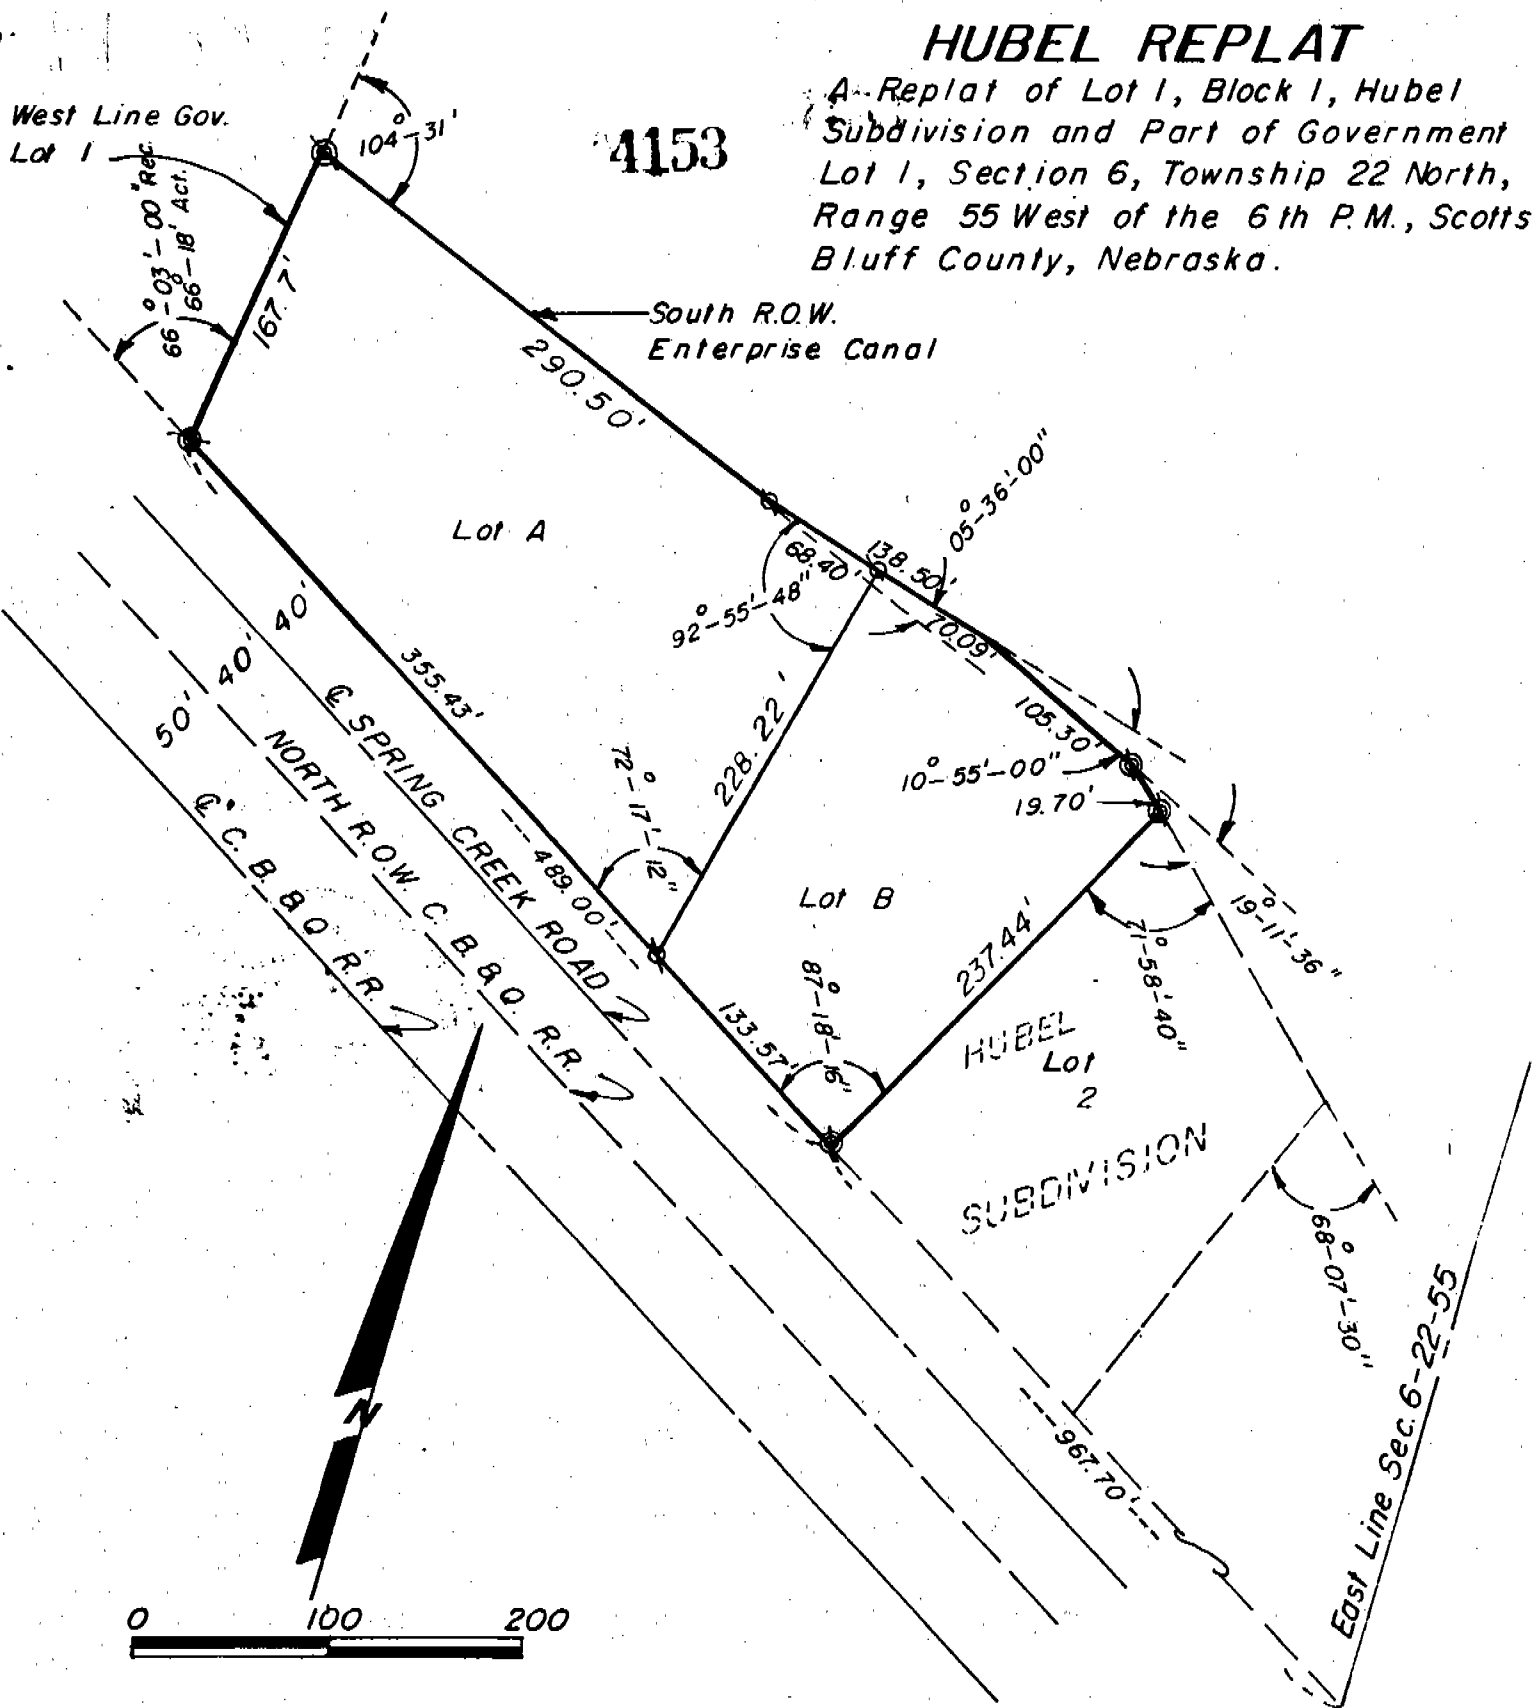 HUBEL REPLAT
A Replat of Lot 1, Block 1, Hubel
Subdivision and Part of Government
Lot 1, Section 6, Township 22 North,
Range 55 West of the 6th P.M., Scotts
Bluff County, Nebraska.
4153
West Line Gov.
Lot 1
104°-31'
66°-03'-00" Rec.
66°-18' Act.
167.7'
South R.O.W.
Enterprise Canal
290.50'
Lot A
68.40'
138.50'
05°-36'-00"
92°-55'-48"
70.09'
40'
40'
50'
355.43'
228.22'
105.30'
10°-55'-00"
19.70'
72°-17'-12"
---489.00'---
℄ SPRING CREEK ROAD
NORTH R.O.W. C. B. & Q. R.R.
℄ C. B. & Q R.R.
Lot B
237.44'
19°-11'-36"
71°-58'-40"
133.57'
87°-18'-16"
HUBEL
Lot
2
SUBDIVISION
68°-07'-30"
---967.70'---
East Line Sec. 6-22-55
N
0 100 200